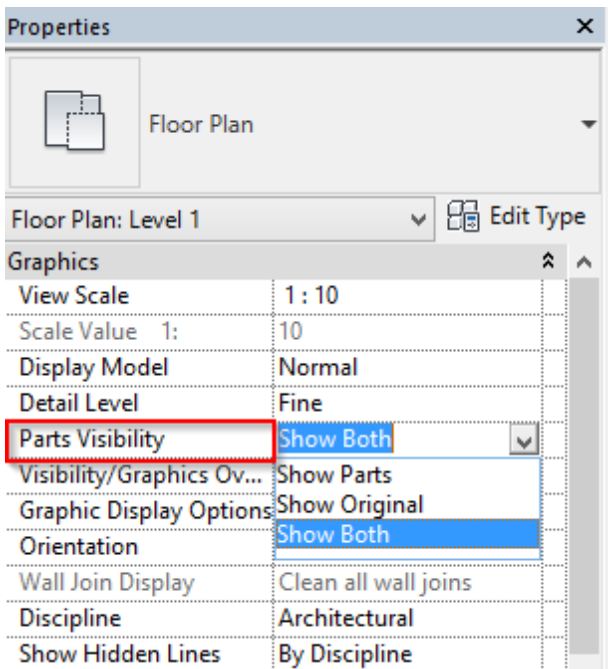 Properties
Floor Plan
Floor Plan: Level 1 Edit Type
Graphics
View Scale 1 : 10
Scale Value 1: 10
Display Model Normal
Detail Level Fine
Parts Visibility Show Both
Visibility/Graphics Ov... Show Parts
Graphic Display Options Show Original
Show Both
Orientation
Wall Join Display Clean all wall joins
Discipline Architectural
Show Hidden Lines By Discipline